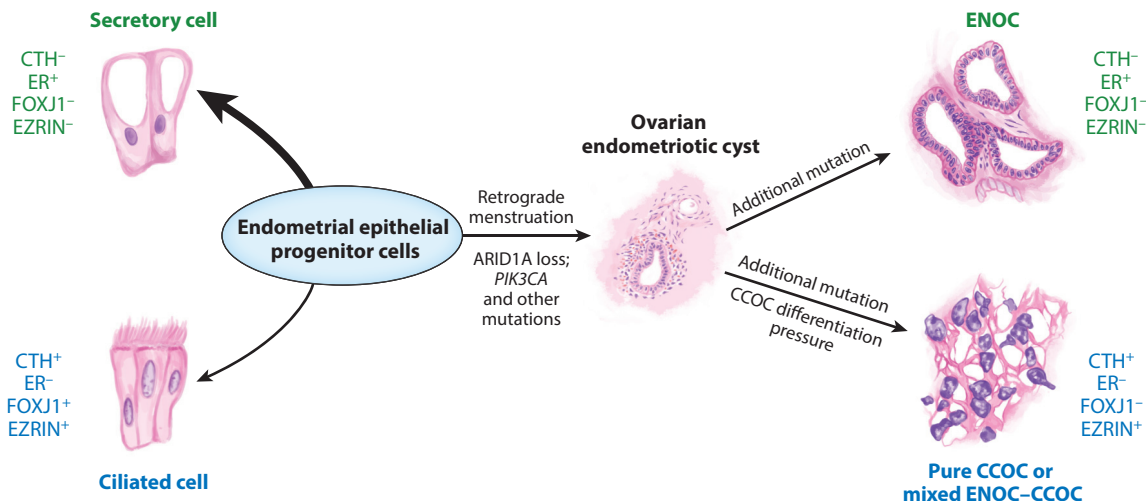 Secretory cell
CTH⁻
ER⁺
FOXJ1⁻
EZRIN⁻
Endometrial epithelial
progenitor cells
CTH⁺
ER⁻
FOXJ1⁺
EZRIN⁺
Ciliated cell
Retrograde
menstruation
ARID1A loss;
PIK3CA
and other
mutations
Ovarian
endometriotic cyst
Additional mutation
Additional mutation
CCOC differentiation
pressure
ENOC
CTH⁻
ER⁺
FOXJ1⁻
EZRIN⁻
CTH⁺
ER⁻
FOXJ1⁻
EZRIN⁺
Pure CCOC or
mixed ENOC–CCOC